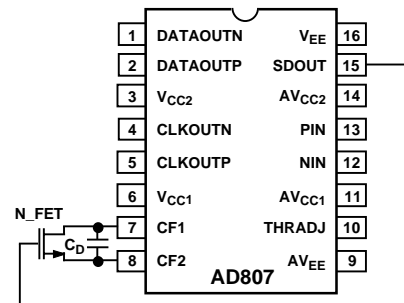 1 DATAOUTN VEE 16
2 DATAOUTP SDOUT 15
3 VCC2 AVCC2 14
4 CLKOUTN PIN 13
5 CLKOUTP NIN 12
6 VCC1 AVCC1 11
N_FET
7 CF1 THRADJ 10
CD
8 CF2 AVEE 9
AD807